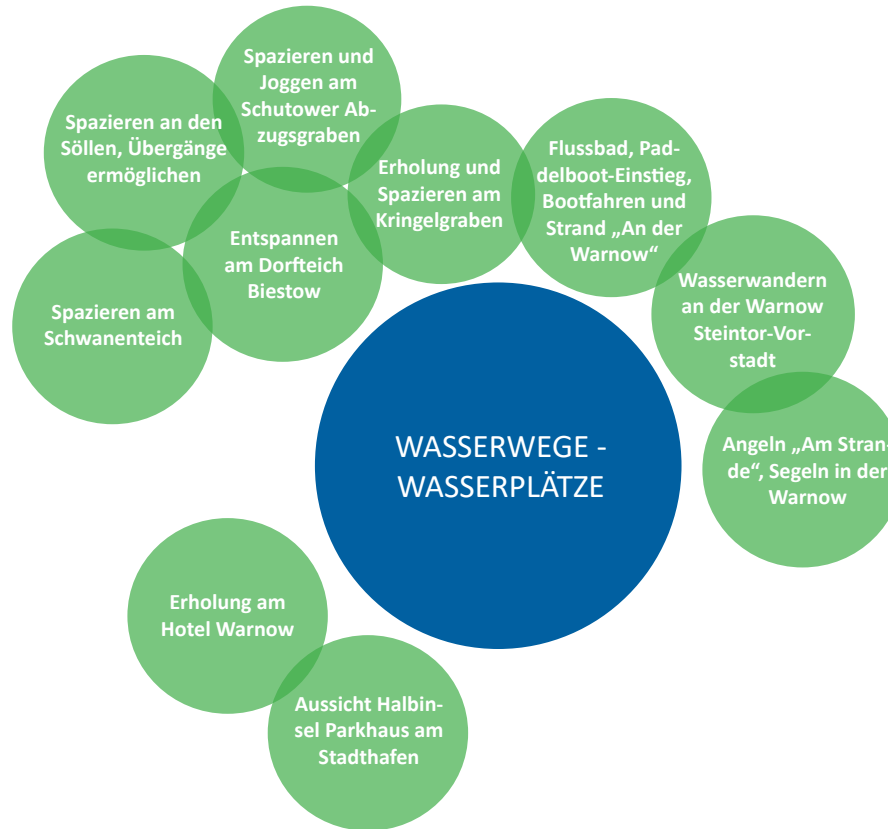 Spazieren und
Joggen am
Schutower Ab-
zugsgraben
Spazieren an den
Söllen, Übergänge
ermöglichen
Erholung und
Spazieren am
Kringelgraben
Flussbad, Pad-
delboot-Einstieg,
Bootfahren und
Strand „An der
Warnow“
Entspannen
am Dorfteich
Biestow
Spazieren am
Schwanenteich
Wasserwandern
an der Warnow
Steintor-Vor-
stadt
WASSERWEGE -
WASSERPLÄTZE
Angeln „Am Stran-
de“, Segeln in der
Warnow
Erholung am
Hotel Warnow
Aussicht Halbin-
sel Parkhaus am
Stadthafen